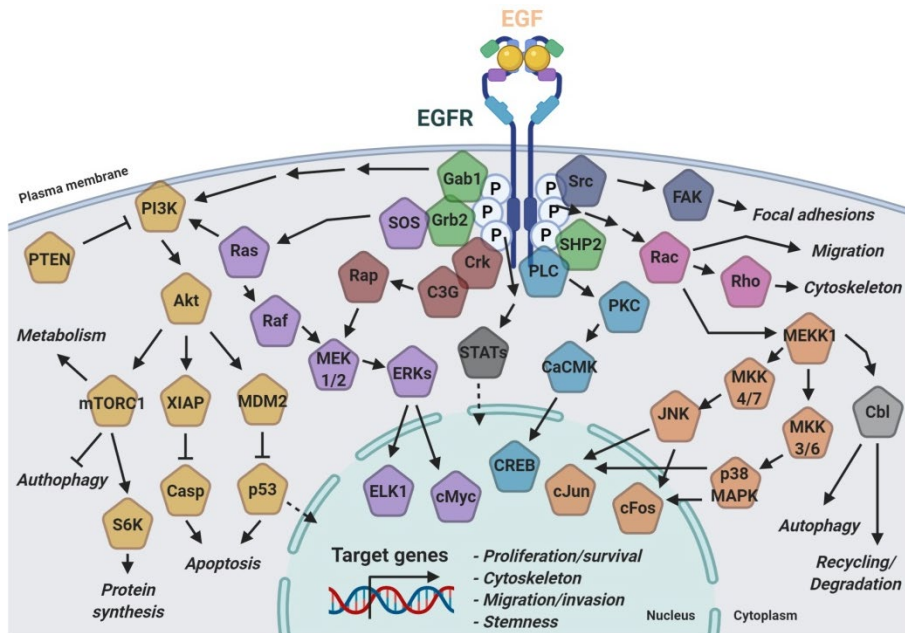 EGF
EGFR
Plasma membrane
Gab1
P
P
Src
PI3K
FAK
SOS
Grb2
P
P
Focal adhesions
PTEN
Ras
P
P
SHP2
Rac
Migration
Crk
PLC
Rap
C3G
Rho
Cytoskeleton
Akt
PKC
Raf
Metabolism
MEK
1/2
STATs
MEKK1
ERKs
CaCMK
MKK
4/7
mTORC1
XIAP
MDM2
JNK
Cbl
MKK
3/6
Authophagy
Casp
p53
ELK1
cMyc
CREB
cJun
p38
MAPK
cFos
S6K
Autophagy
Apoptosis
Protein
synthesis
Target genes
- Proliferation/survival
- Cytoskeleton
- Migration/invasion
- Stemness
Recycling/
Degradation
Nucleus
Cytoplasm